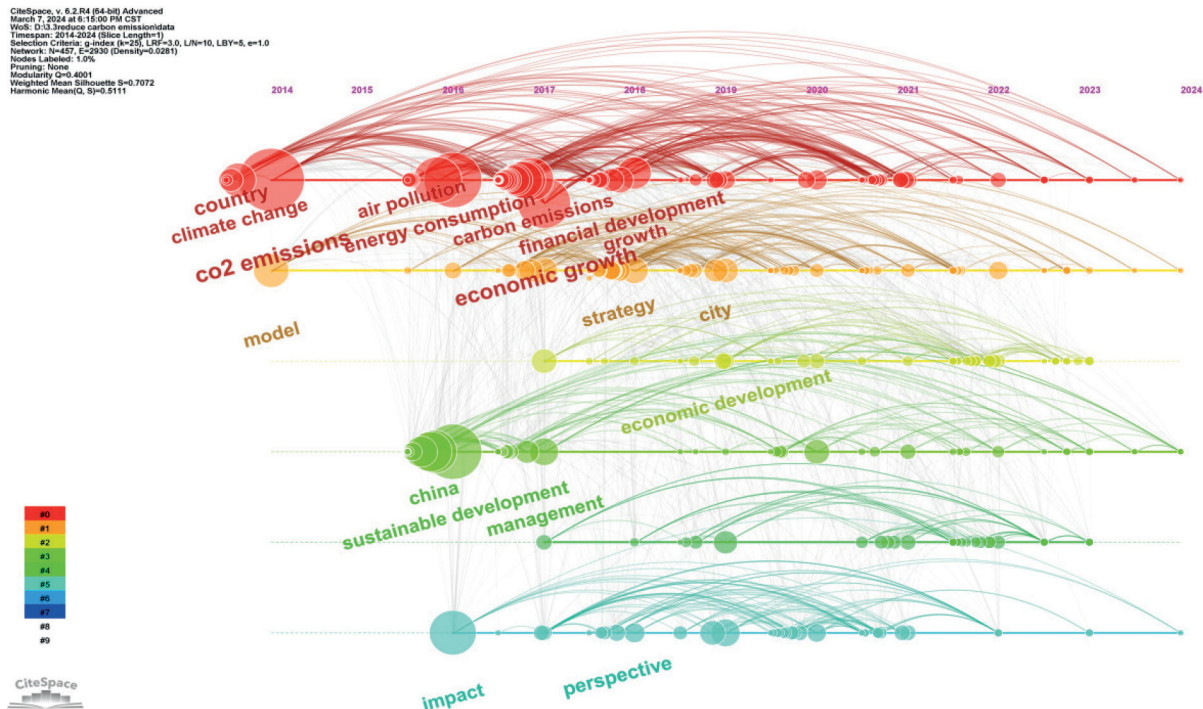 CiteSpace, v. 6.2.R4 (64-bit) Advanced
March 7, 2024 at 6:15:00 PM CST
WoS: D:\3.3reduce carbon emission\data
Timespan: 2014-2024 (Slice Length=1)
Selection Criteria: g-index (k=25), LRF=3.0, L/N=10, LBY=5, e=1.0
Network: N=457, E=2930 (Density=0.0281)
Nodes Labeled: 1.0%
Pruning: None
Modularity Q=0.4001
Weighted Mean Silhouette S=0.7072
Harmonic Mean(Q, S)=0.5111
2014 2015 2016 2017 2018 2019 2020 2021 2022 2023 2024
country
climate change
co2 emissions
air pollution
energy consumption
carbon emissions
financial development
growth
economic growth
model
strategy
city
economic development
china
sustainable development
management
impact
perspective
#0
#1
#2
#3
#4
#5
#6
#7
#8
#9
CiteSpace